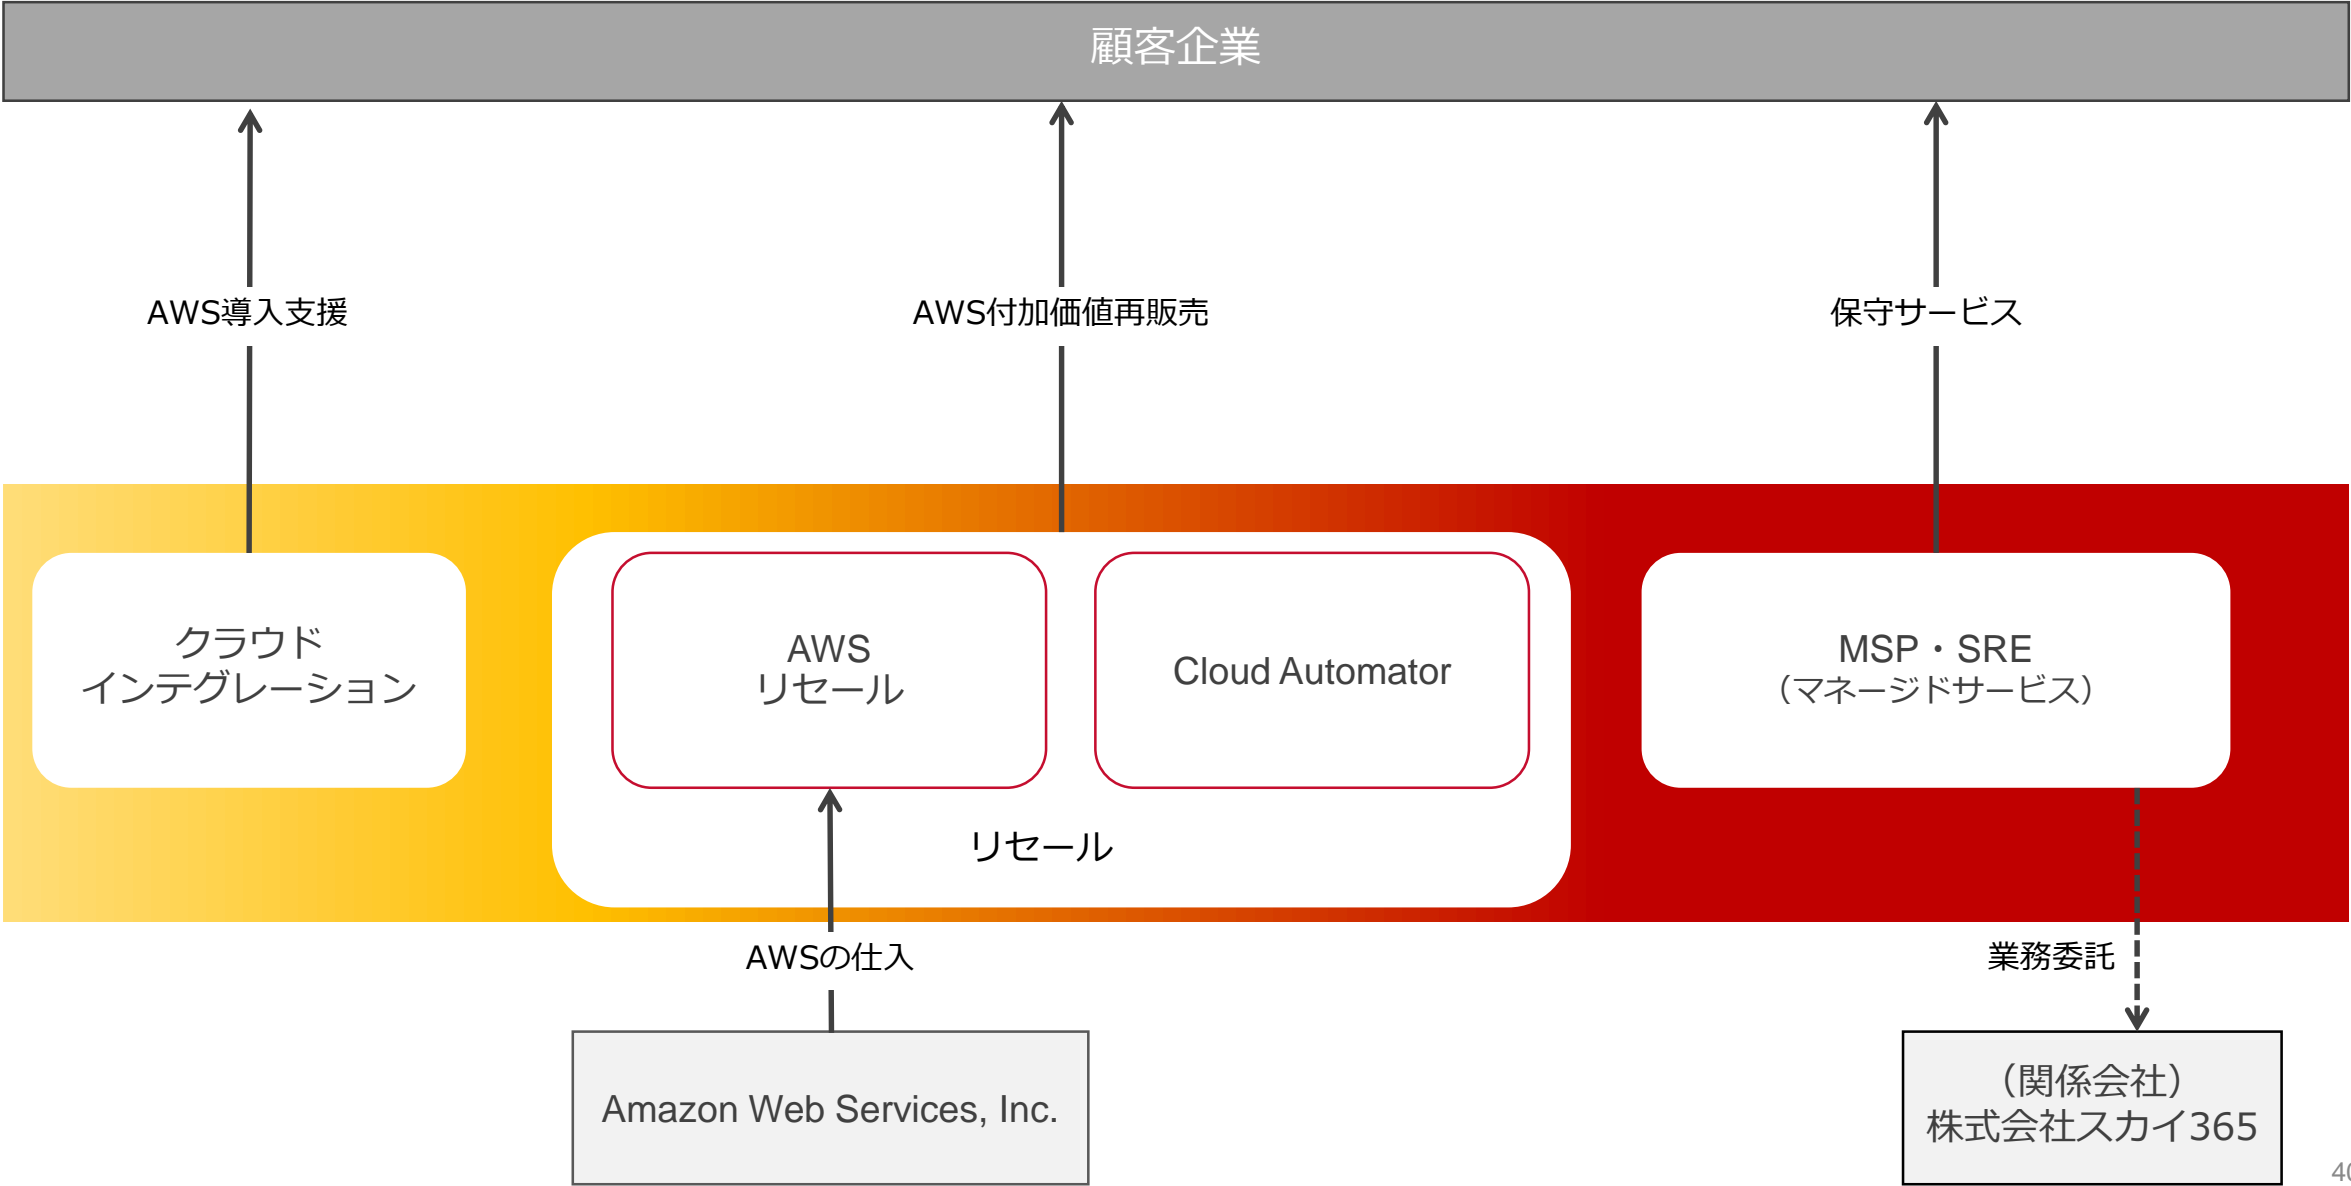 顧客企業
AWS導入支援
AWS付加価値再販売
保守サービス
クラウド
インテグレーション
AWS
リセール
Cloud Automator
MSP・SRE
（マネージドサービス）
リセール
AWSの仕入
業務委託
Amazon Web Services, Inc.
（関係会社）
株式会社スカイ365